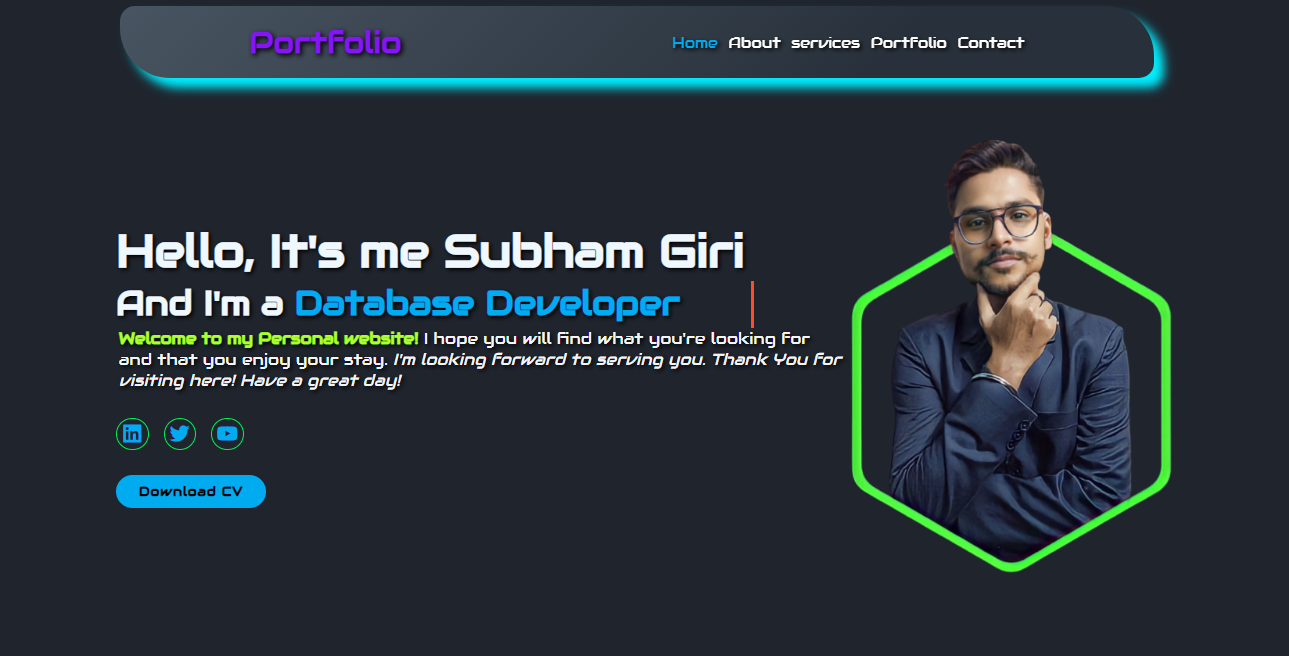 Portfolio
Home About services Portfolio Contact
Hello, It's me Subham Giri
And I'm a Database Developer
Welcome to my Personal website! I hope you will find what you're looking for
and that you enjoy your stay. I'm looking forward to serving you. Thank You for
visiting here! Have a great day!
in
Download CV